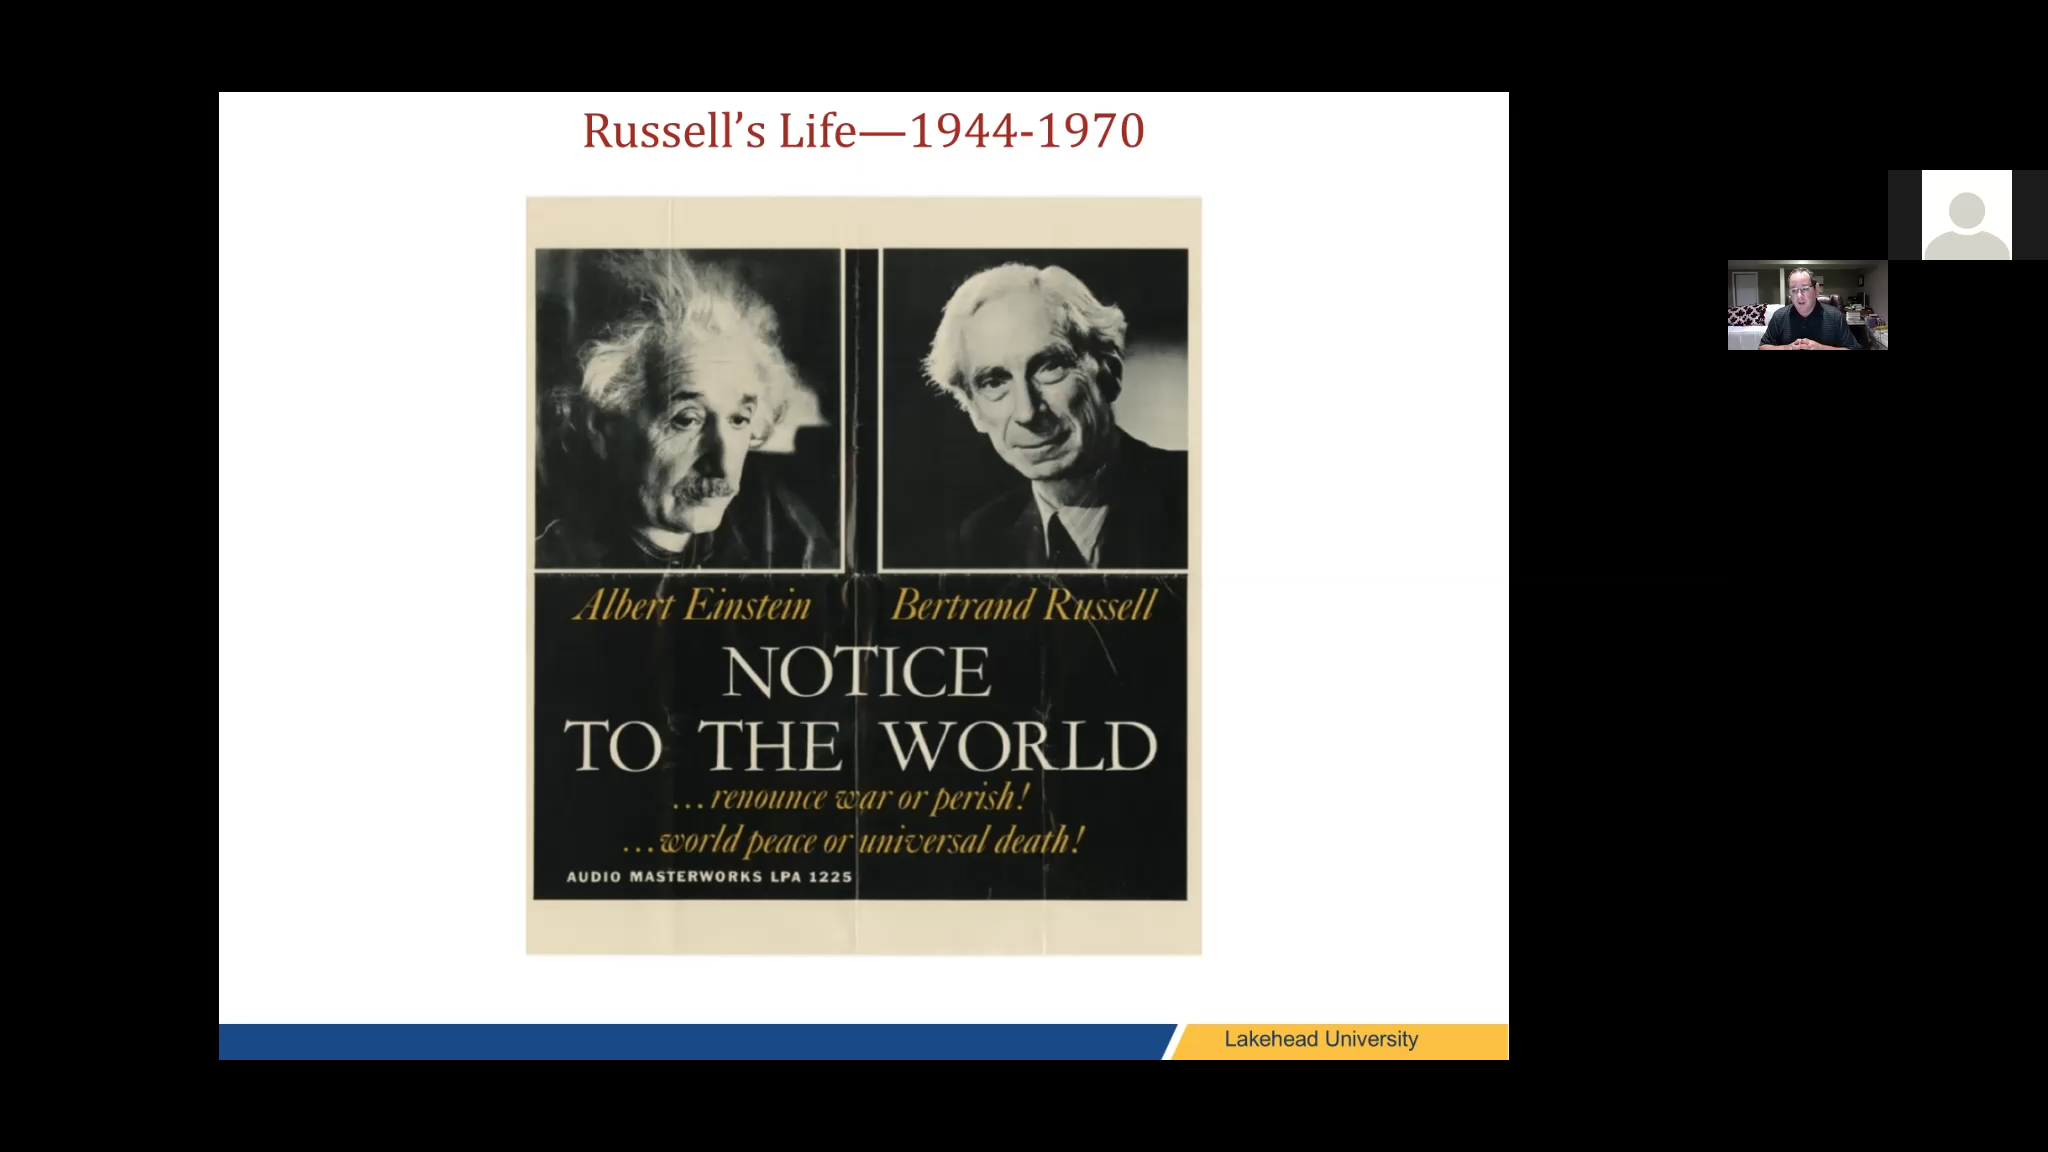 Russell’s Life—1944-1970
Albert Einstein
Bertrand Russell
NOTICE
TO THE WORLD
...renounce war or perish!
...world peace or universal death!
AUDIO MASTERWORKS LPA 1225
Lakehead University